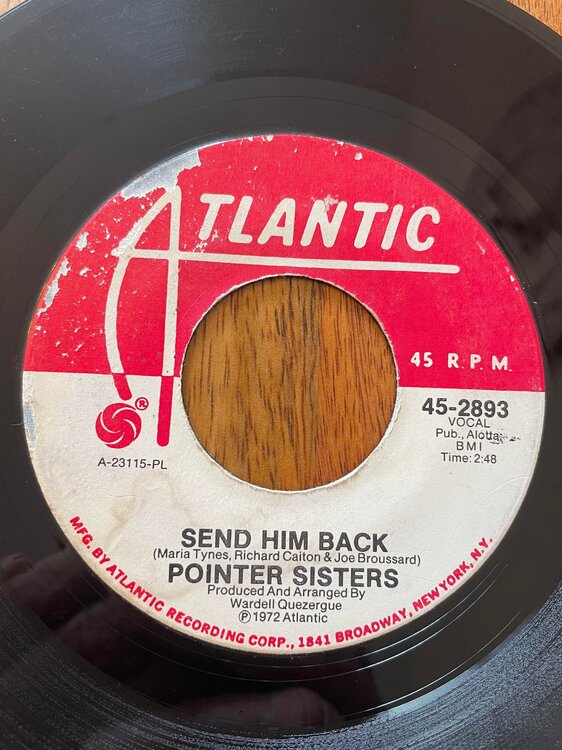 ATLANTIC
45 R.P.M.
®
45-2893
VOCAL
Pub., Alotta
BMI
Time: 2:48
A-23115-PL
SEND HIM BACK
(Maria Tynes, Richard Caiton & Joe Broussard)
POINTER SISTERS
Produced And Arranged By
Wardell Quezergue
℗ 1972 Atlantic
MFG. BY ATLANTIC RECORDING CORP., 1841 BROADWAY, NEW YORK, N.Y.